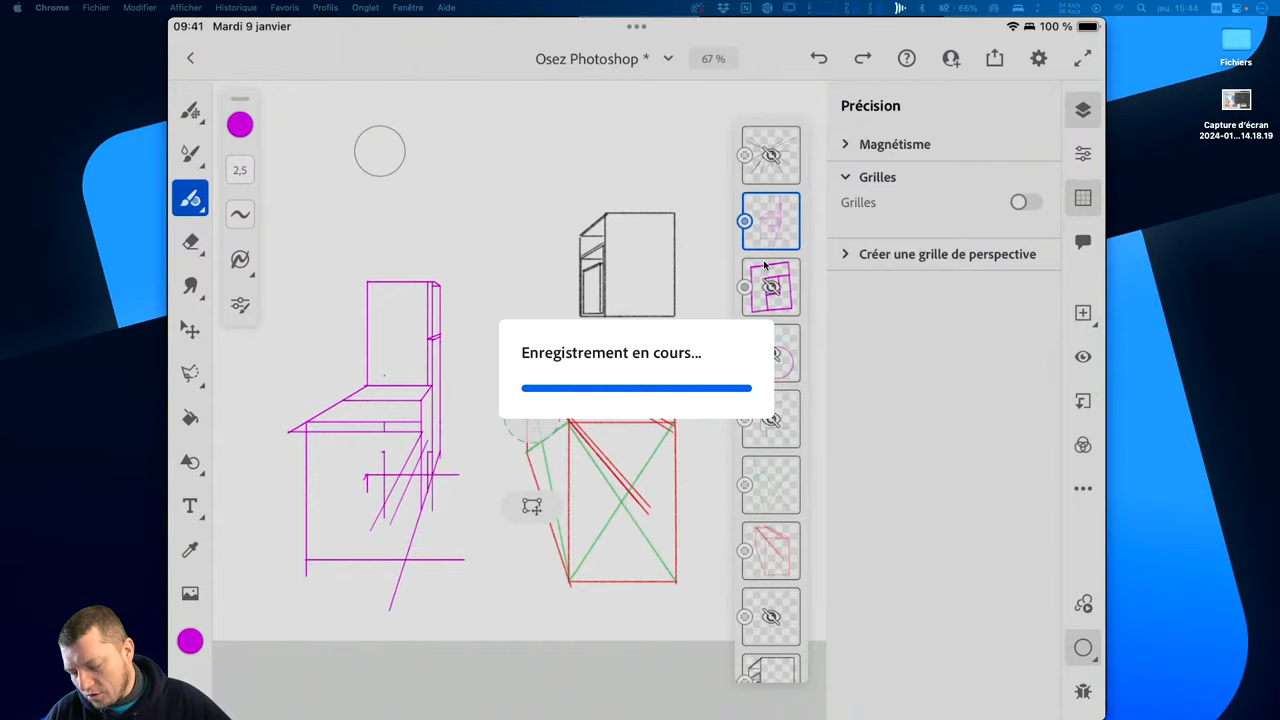 Chrome Fichier Modifier Afficher Historique Favoris Profils Onglet Fenêtre Aide
66% jeu. 15:44
09:41 Mardi 9 janvier
100 %
Osez Photoshop *
67 %
Fichiers
Capture d'écran
2024-01...14.18.19
2,5
Précision
Magnétisme
Grilles
Grilles
Créer une grille de perspective
Enregistrement en cours...
T